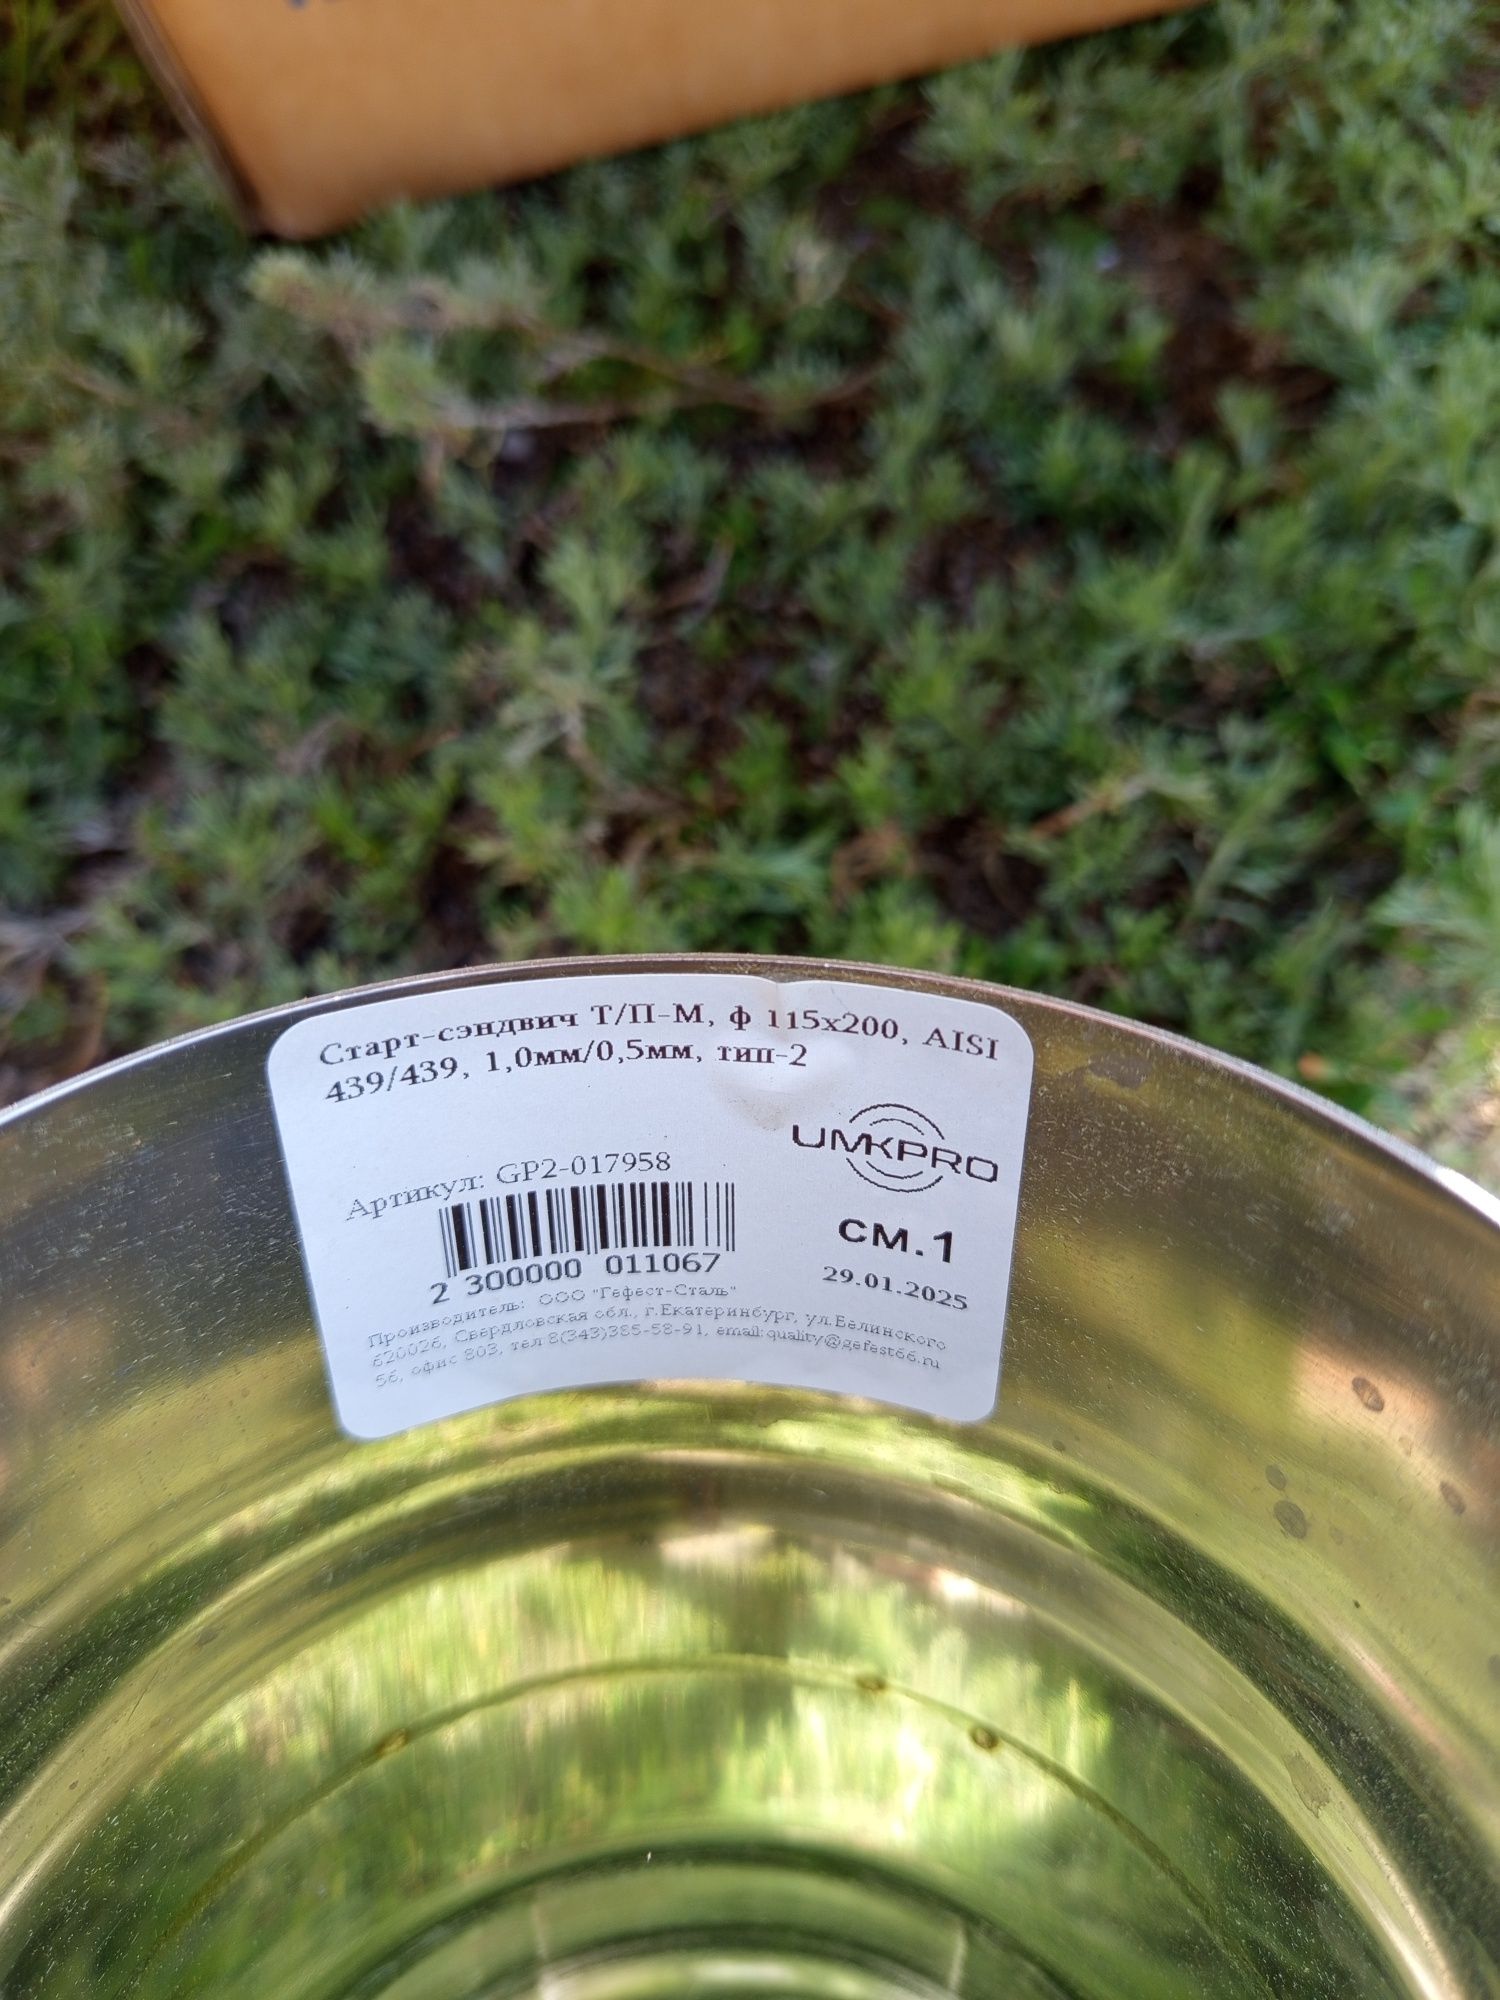 Старт-сэндвич Т/П-М, ф 115х200, AISI
439/439, 1,0мм/0,5мм, тип-2
UMKPRO
Артикул: GP2-017958
2 300000 011067
СМ.1
29.01.2025
Производитель: ООО "Гефест-Сталь"
620026, Свердловская обл., г.Екатеринбург, ул.Белинского
56, офис 803, тел 8(343)385-58-91, email:quality@gefest66.ru